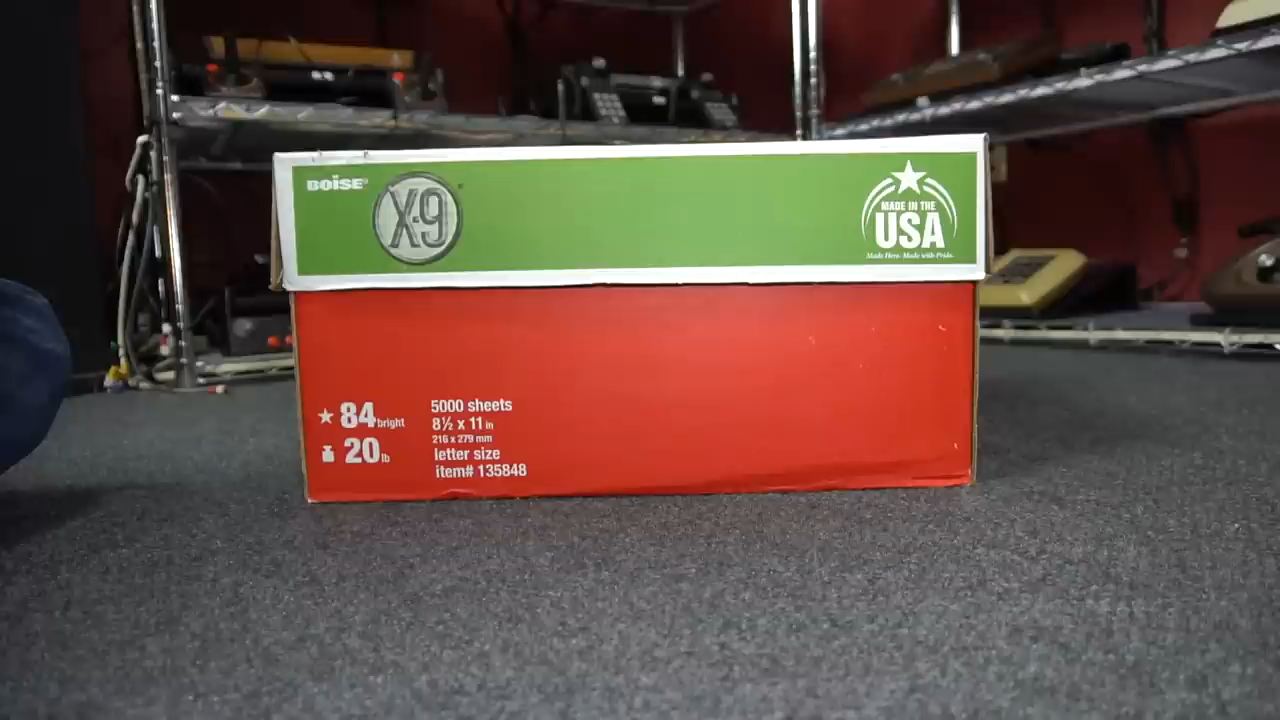 BOISE®
X-9
MADE IN THE
USA
Made Here. Made with Pride.
84 bright
20 lb
5000 sheets
8½ x 11 in
216 x 279 mm
letter size
item# 135848